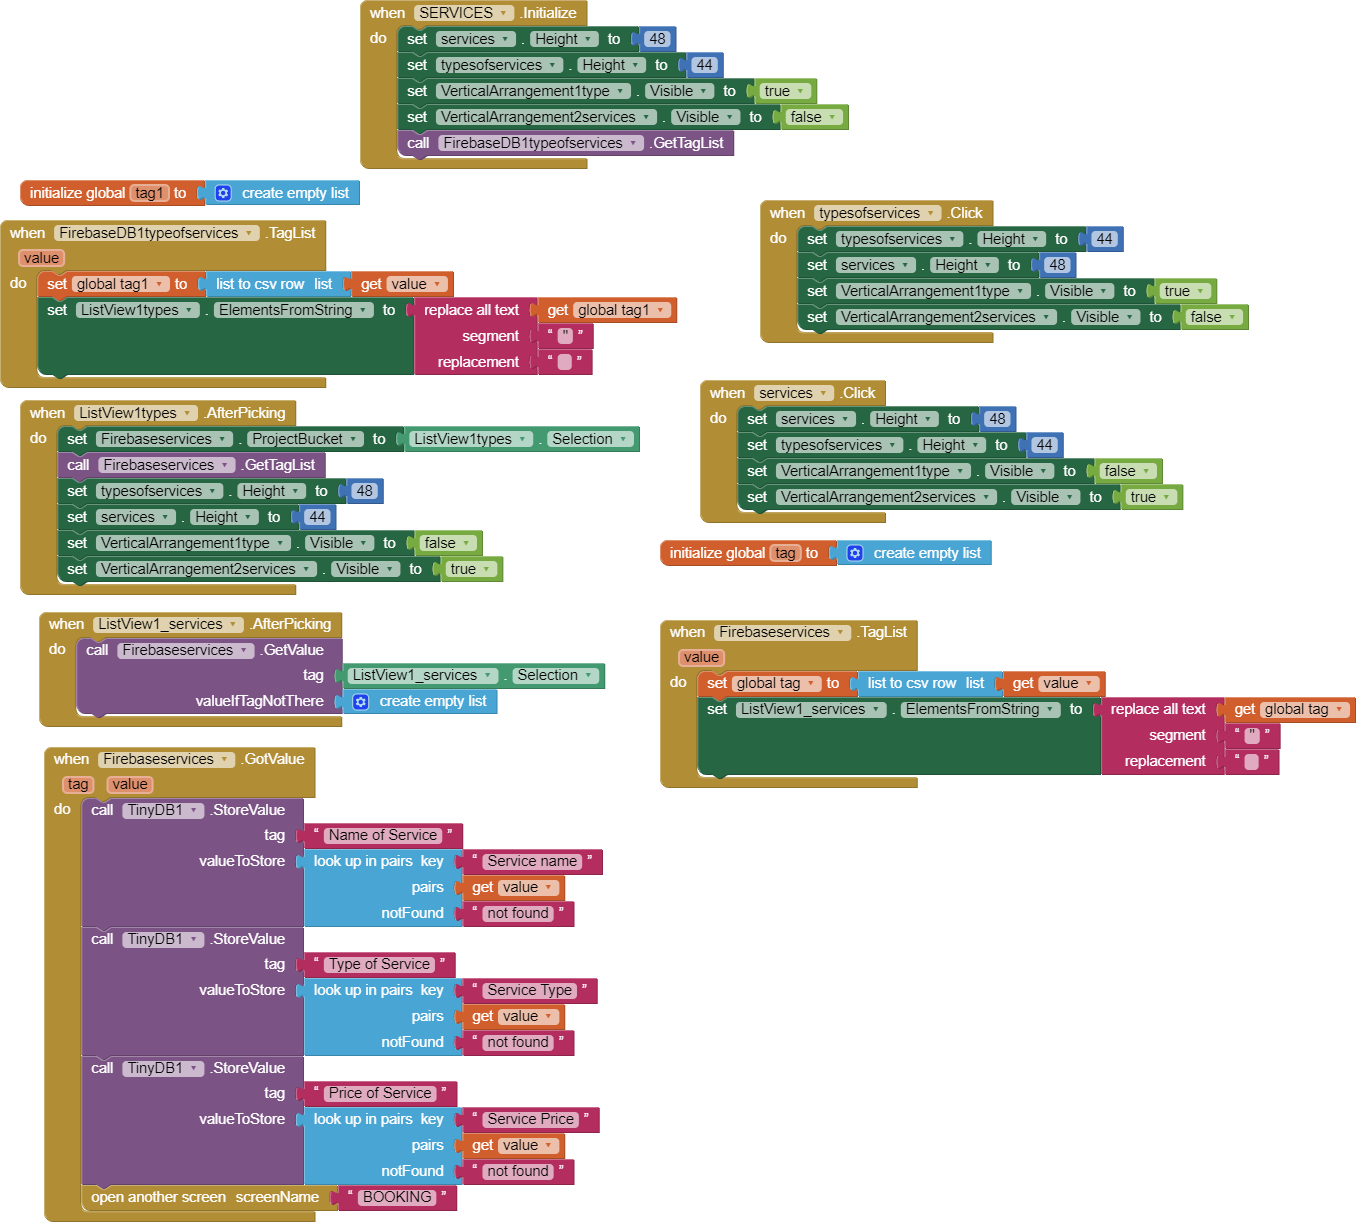 when SERVICES .Initialize
do set services . Height to 48
set typesofservices . Height to 44
set VerticalArrangement1type . Visible to true
set VerticalArrangement2services . Visible to false
call FirebaseDB1typeofservices .GetTagList
initialize global tag1 to create empty list
when FirebaseDB1typeofservices .TagList
value
do set global tag1 to list to csv row list get value
set ListView1types . ElementsFromString to replace all text get global tag1
segment “ " ”
replacement “ ”
when ListView1types .AfterPicking
do set Firebaseservices . ProjectBucket to ListView1types . Selection
call Firebaseservices .GetTagList
set typesofservices . Height to 48
set services . Height to 44
set VerticalArrangement1type . Visible to false
set VerticalArrangement2services . Visible to true
when ListView1_services .AfterPicking
do call Firebaseservices .GetValue
tag ListView1_services . Selection
valueIfTagNotThere create empty list
when Firebaseservices .GotValue
tag value
do call TinyDB1 .StoreValue
tag “ Name of Service ”
valueToStore look up in pairs key “ Service name ”
pairs get value
notFound “ not found ”
call TinyDB1 .StoreValue
tag “ Type of Service ”
valueToStore look up in pairs key “ Service Type ”
pairs get value
notFound “ not found ”
call TinyDB1 .StoreValue
tag “ Price of Service ”
valueToStore look up in pairs key “ Service Price ”
pairs get value
notFound “ not found ”
open another screen screenName “ BOOKING ”
when typesofservices .Click
do set typesofservices . Height to 44
set services . Height to 48
set VerticalArrangement1type . Visible to true
set VerticalArrangement2services . Visible to false
when services .Click
do set services . Height to 48
set typesofservices . Height to 44
set VerticalArrangement1type . Visible to false
set VerticalArrangement2services . Visible to true
initialize global tag to create empty list
when Firebaseservices .TagList
value
do set global tag to list to csv row list get value
set ListView1_services . ElementsFromString to replace all text get global tag
segment “ " ”
replacement “ ”